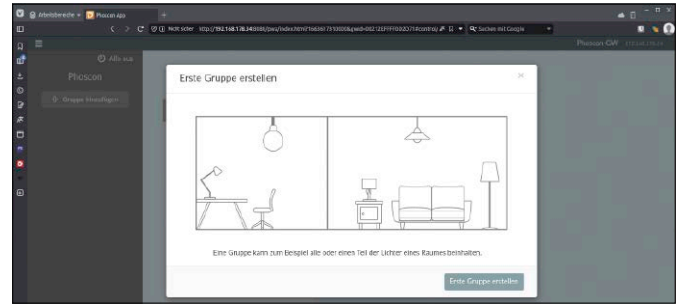 Arbeitsbereiche
Phoscon App
Nicht sicher
Suchen mit Google
Phoscon GW
Alle aus
Phoscon
Gruppe hinzufügen
Erste Gruppe erstellen
Eine Gruppe kann zum Beispiel alle oder einen Teil der Lichter eines Raumes beinhalten.
Erste Gruppe erstellen